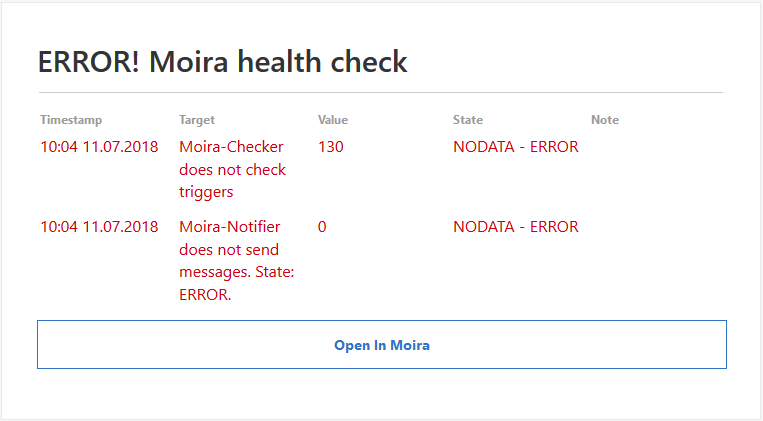 ERROR! Moira health check
Timestamp Target Value State Note
10:04 11.07.2018 Moira-Checker 130 NODATA - ERROR
does not check
triggers
10:04 11.07.2018 Moira-Notifier 0 NODATA - ERROR
does not send
messages. State:
ERROR.
Open In Moira